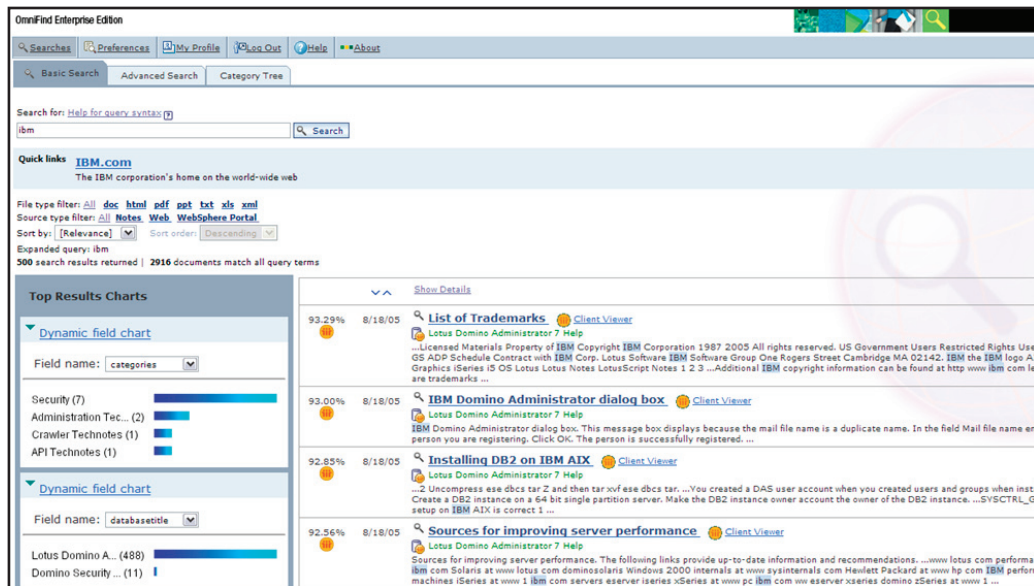 OmniFind Enterprise Edition
Searches Preferences My Profile Log Out Help About
Basic Search Advanced Search Category Tree
Search for: Help for query syntax ?
ibm Search
Quick links IBM.com
The IBM corporation's home on the world-wide web
File type filter: All doc html pdf ppt txt xls xml
Source type filter: All Notes Web WebSphere Portal
Sort by: [Relevance] Sort order: Descending
Expanded query: ibm
500 search results returned | 2916 documents match all query terms
Top Results Charts
Dynamic field chart
Field name: categories
Security (7)
Administration Tec... (2)
Crawler Technotes (1)
API Technotes (1)
Dynamic field chart
Field name: databasetitle
Lotus Domino A... (488)
Domino Security ... (11)
Show Details
93.29% 8/18/05 List of Trademarks Client Viewer
Lotus Domino Administrator 7 Help
...Licensed Materials Property of IBM Copyright IBM Corporation 1987 2005 All rights reserved. US Government Users Restricted Rights Use
GS ADP Schedule Contract with IBM Corp. Lotus Software IBM Software Group One Rogers Street Cambridge MA 02142. IBM the IBM logo A
Graphics iSeries i5 OS Lotus Lotus Notes LotusScript Notes 1 2 3 ...Additional IBM copyright information can be found at http www ibm com le
are trademarks ...
93.00% 8/18/05 IBM Domino Administrator dialog box Client Viewer
Lotus Domino Administrator 7 Help
IBM Domino Administrator dialog box. This message box displays because the mail file name is a duplicate name. In the field Mail file name en
person you are registering. Click OK. The person is successfully registered. ...
92.85% 8/18/05 Installing DB2 on IBM AIX Client Viewer
Lotus Domino Administrator 7 Help
...2 Uncompress ese dbcs tar Z and then tar xvf ese dbcs tar. ...You created a DAS user account when you created users and groups when inst
Create a DB2 instance on a 64 bit single partition server. Make the DB2 instance owner account the owner of the DB2 instance. ...SYSCTRL_G
setup on IBM AIX is correct 1 ...
92.56% 8/18/05 Sources for improving server performance Client Viewer
Lotus Domino Administrator 7 Help
Sources for improving server performance. The following links provide up-to-date information and recommendations. ...www lotus com performa
ibm com Solaris at www lotus com dominosolaris Windows 2000 internals at www sysinternals com Hewlett Packard at www hp com IBM perform
machines iSeries at www 1 ibm com servers eserver iseries xSeries at www pc ibm com ww eserver xseries domino zSeries at www 1 ...